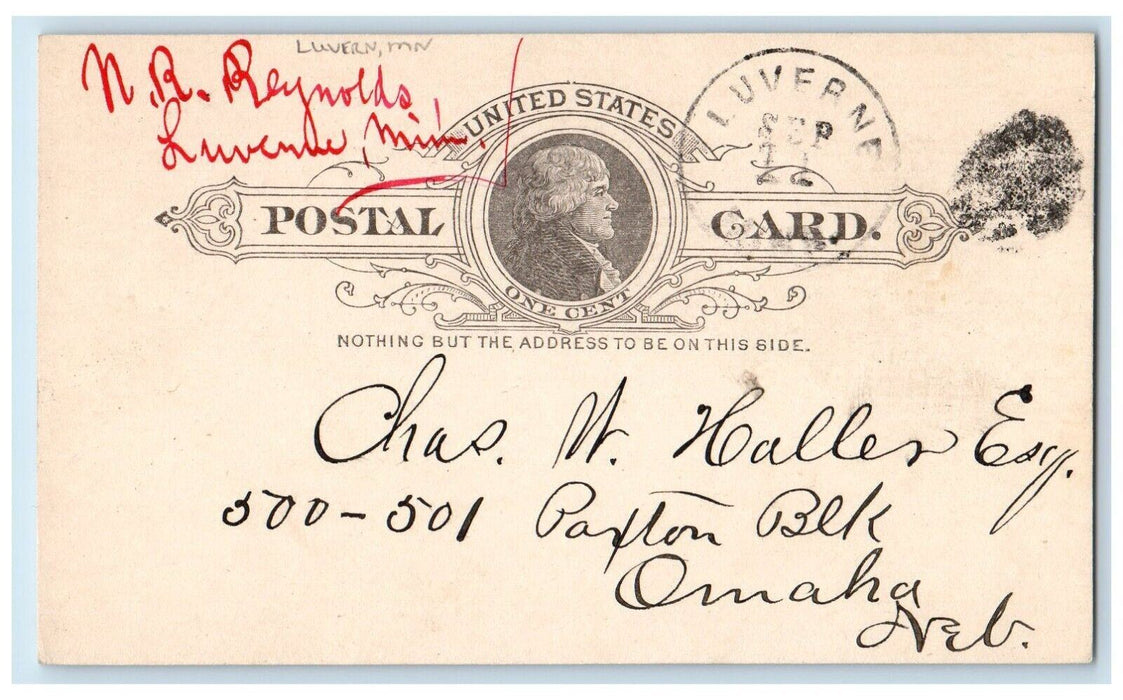 LUVERN, MN
N. R. Reynolds,
Luverne, Minn.
UNITED STATES
LUVERNE
SEP
POSTAL CARD.
ONE CENT
NOTHING BUT THE ADDRESS TO BE ON THIS SIDE.
Chas. W. Haller Esq.
500-501 Paxton Blk
Omaha
Neb.